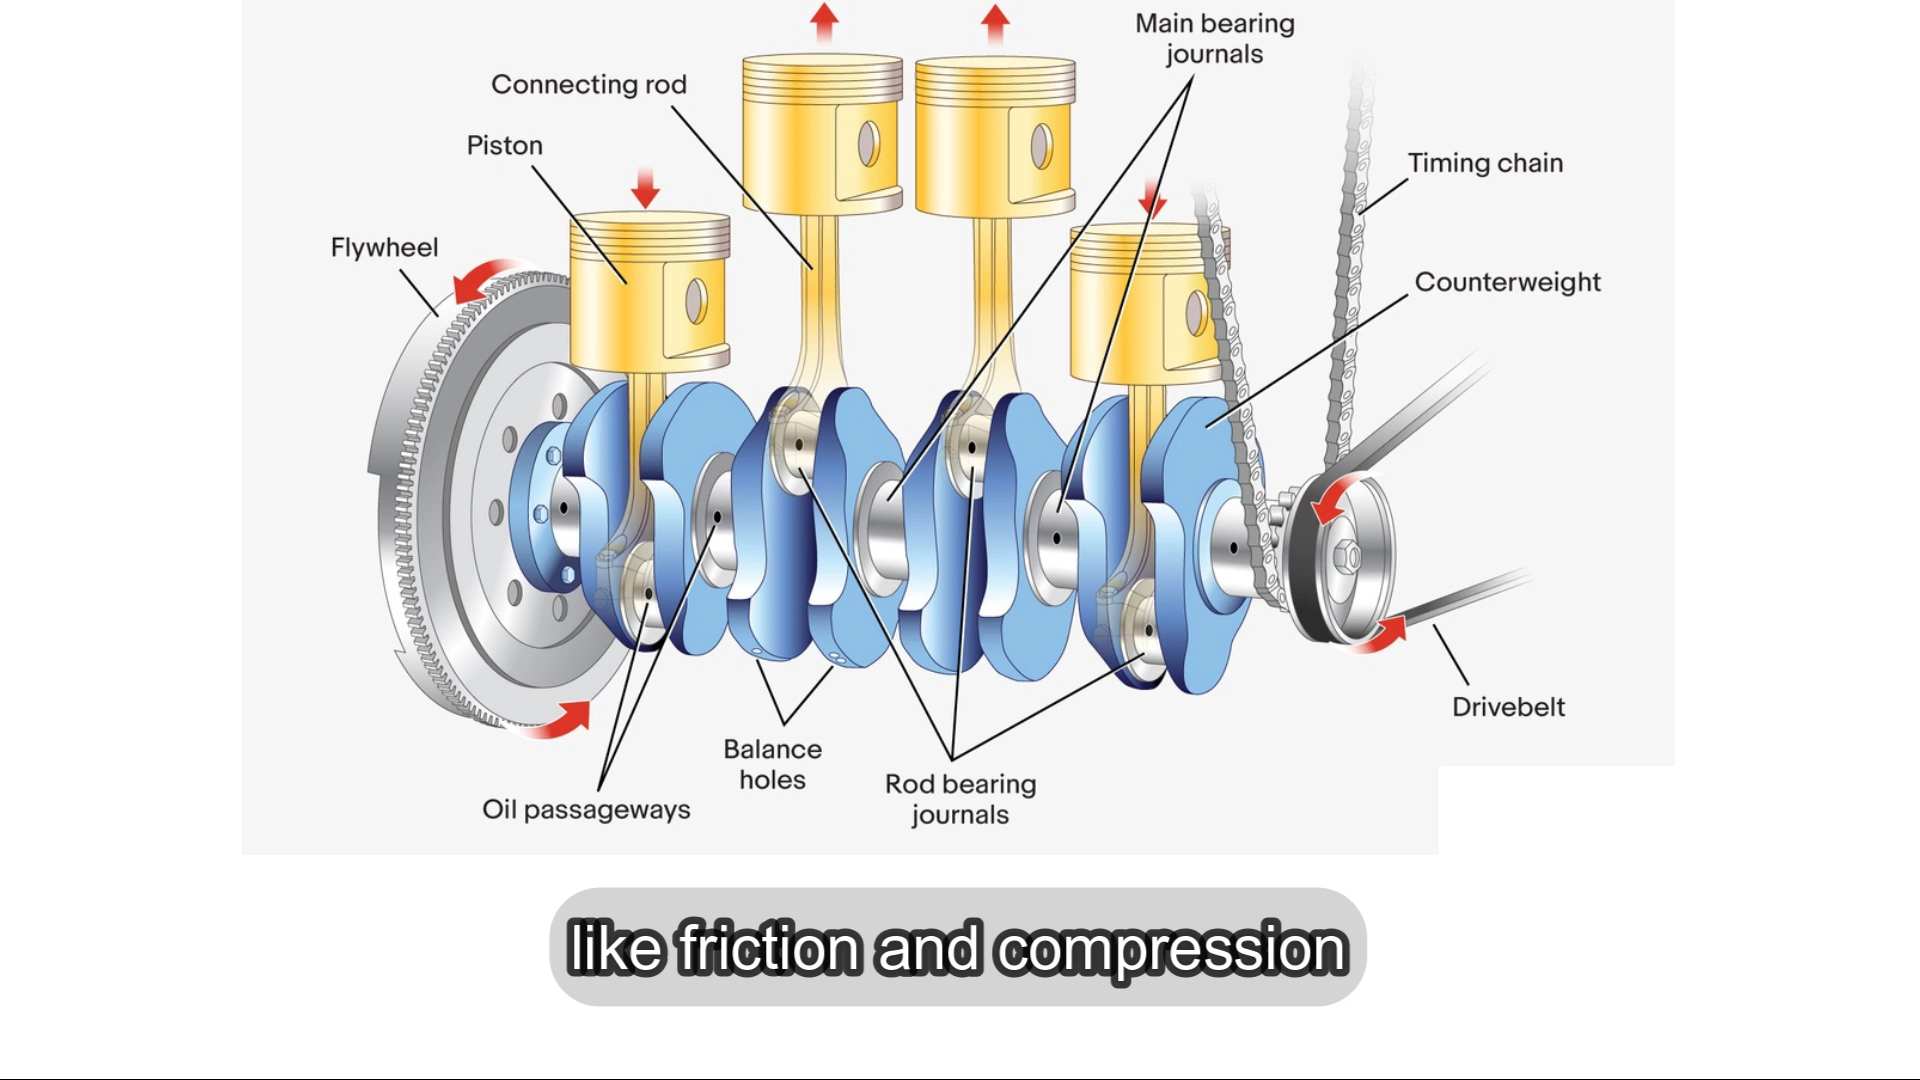 Main bearing
journals
Connecting rod
Piston
Timing chain
Flywheel
Counterweight
Drivebelt
Balance
holes
Rod bearing
journals
Oil passageways
like friction and compression